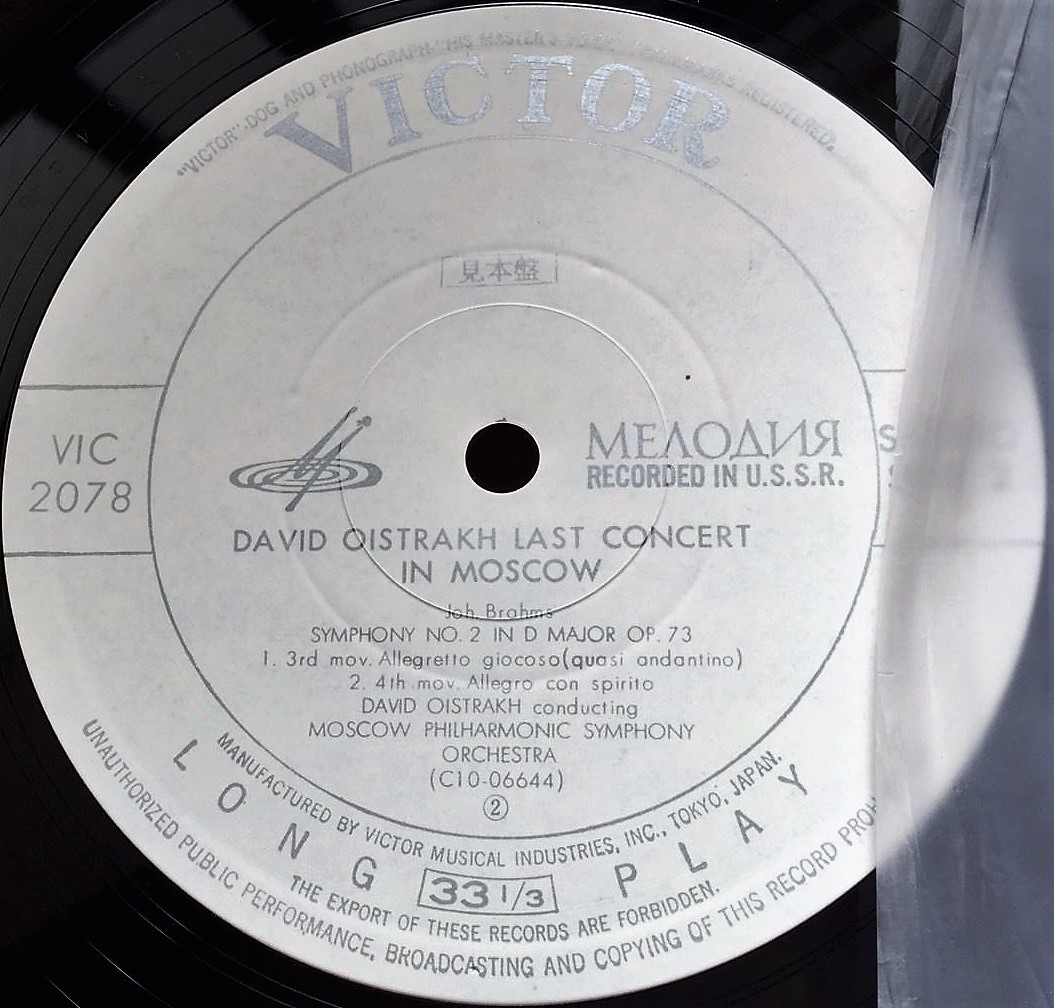 "VICTOR"·DOG AND PHONOGRAPH·"HIS MASTER'S VOICE" TRADEMARKS REGISTERED.
VICTOR
見本盤
VIC
2078
МЕЛОДИЯ
RECORDED IN U.S.S.R.
DAVID OISTRAKH LAST CONCERT
IN MOSCOW
Joh. Brahms
SYMPHONY NO. 2 IN D MAJOR OP. 73
1. 3rd mov. Allegretto giocoso(quasi andantino)
2. 4th mov. Allegro con spirito
DAVID OISTRAKH conducting
MOSCOW PHILHARMONIC SYMPHONY
ORCHESTRA
(C10-06644)
②
MANUFACTURED BY VICTOR MUSICAL INDUSTRIES, INC., TOKYO, JAPAN.
LONG PLAY
33 1/3
THE EXPORT OF THESE RECORDS ARE FORBIDDEN.
UNAUTHORIZED PUBLIC PERFORMANCE, BROADCASTING AND COPYING OF THIS RECORD PROH